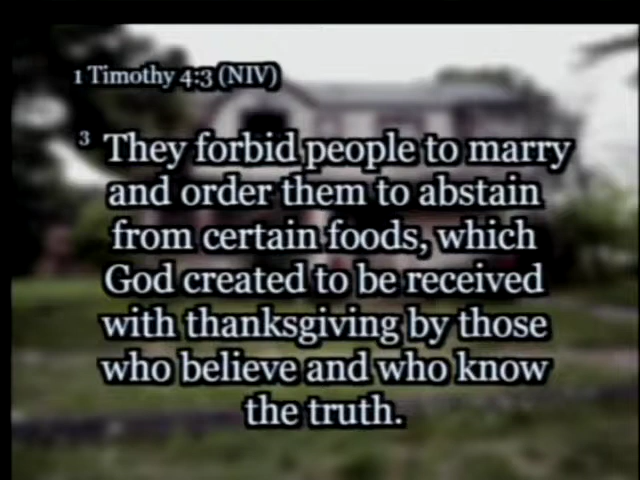 1 Timothy 4:3 (NIV)
3 They forbid people to marry
and order them to abstain
from certain foods, which
God created to be received
with thanksgiving by those
who believe and who know
the truth.